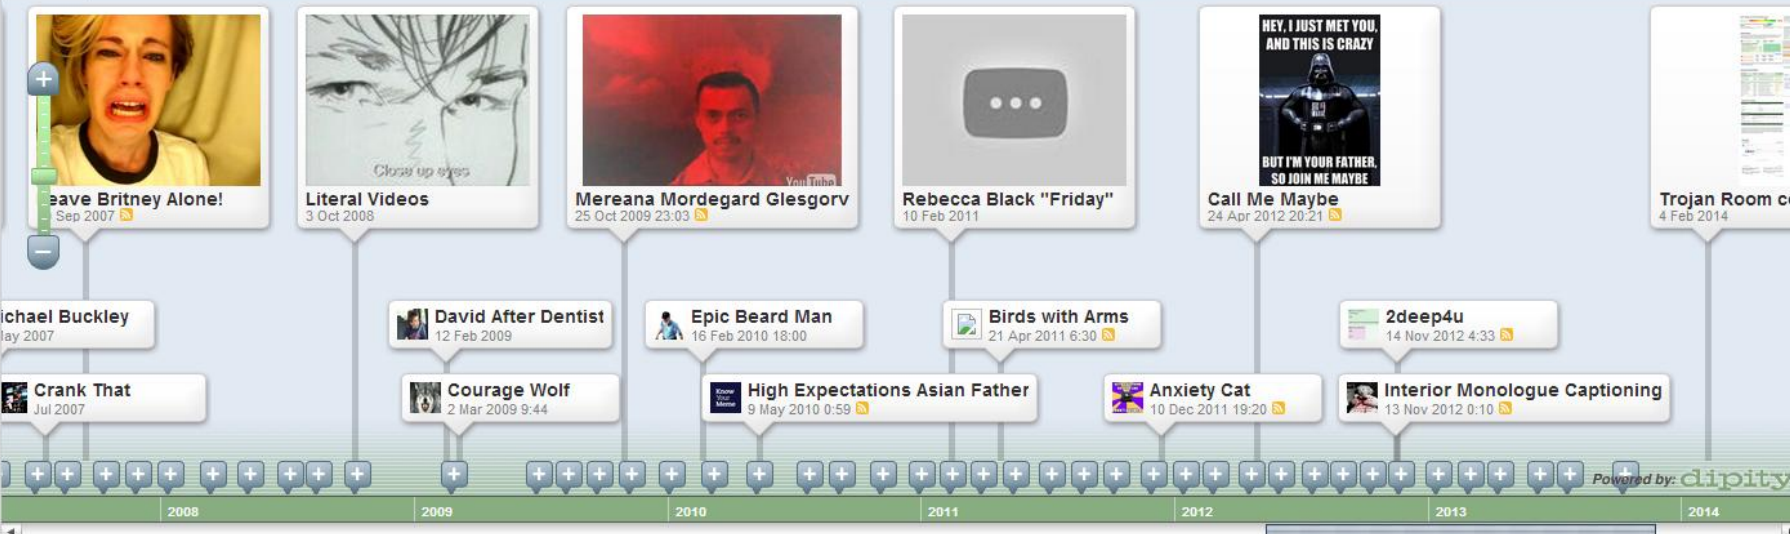 Close up eyes
You Tube
HEY, I JUST MET YOU,
AND THIS IS CRAZY
BUT I'M YOUR FATHER,
SO JOIN ME MAYBE
eave Britney Alone!
Sep 2007
Literal Videos
3 Oct 2008
Mereana Mordegard Glesgorv
25 Oct 2009 23:03
Rebecca Black "Friday"
10 Feb 2011
Call Me Maybe
24 Apr 2012 20:21
Trojan Room c
4 Feb 2014
ichael Buckley
lay 2007
David After Dentist
12 Feb 2009
Epic Beard Man
16 Feb 2010 18:00
Birds with Arms
21 Apr 2011 6:30
2deep4u
14 Nov 2012 4:33
Crank That
Jul 2007
Courage Wolf
2 Mar 2009 9:44
Know
Your
Meme
High Expectations Asian Father
9 May 2010 0:59
Anxiety Cat
10 Dec 2011 19:20
Interior Monologue Captioning
13 Nov 2012 0:10
Powered by: dipity
2008
2009
2010
2011
2012
2013
2014